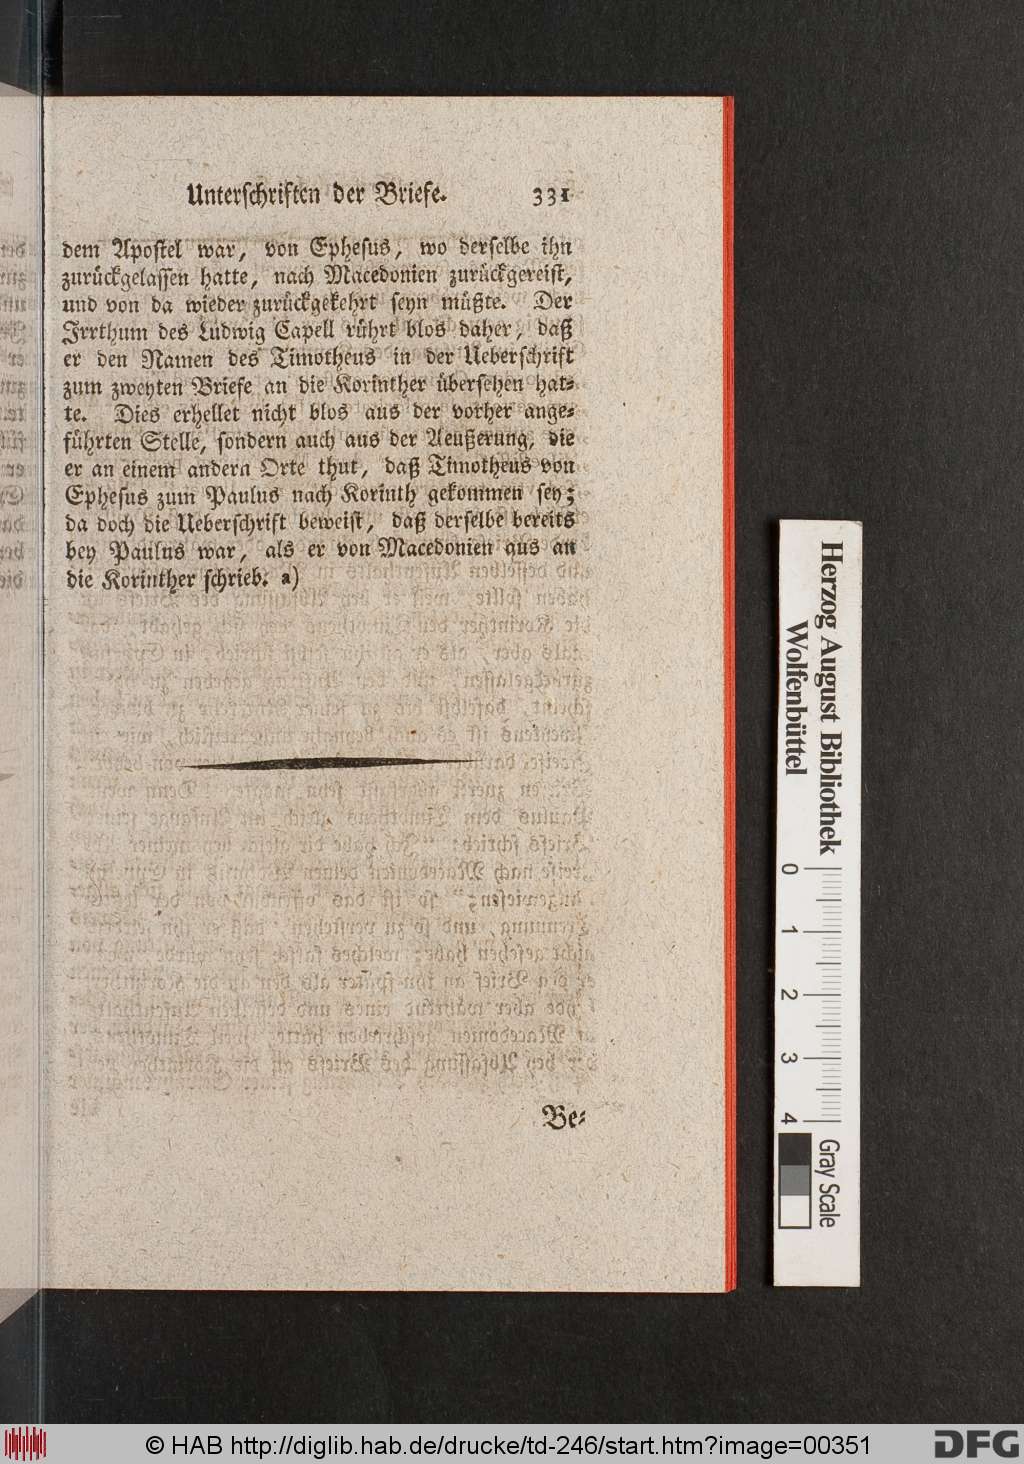 Unterschriften der Briefe. 331
dem Apostel war, von Ephesus, wo derselbe ihn
zurückgelassen hatte, nach Macedonien zurückgereist,
und von da wieder zurückgekehrt seyn müßte. Der
Irrthum des Ludwig Capell rührt blos daher, daß
er den Namen des Timotheus in der Ueberschrift
zum zweyten Briefe an die Korinther übersehen hat-
te. Dies erhellet nicht blos aus der vorher ange-
führten Stelle, sondern auch aus der Aeußerung, die
er an einem andern Orte thut, daß Timotheus von
Ephesus zum Paulus nach Korinth gekommen sey;
da doch die Ueberschrift beweist, daß derselbe bereits
bey Paulus war, als er von Macedonien aus an
die Korinther schrieb. a)
Be-
Herzog August Bibliothek
Wolfenbüttel
0 1 2 3 4
Gray Scale
© HAB http://diglib.hab.de/drucke/td-246/start.htm?image=00351
DFG